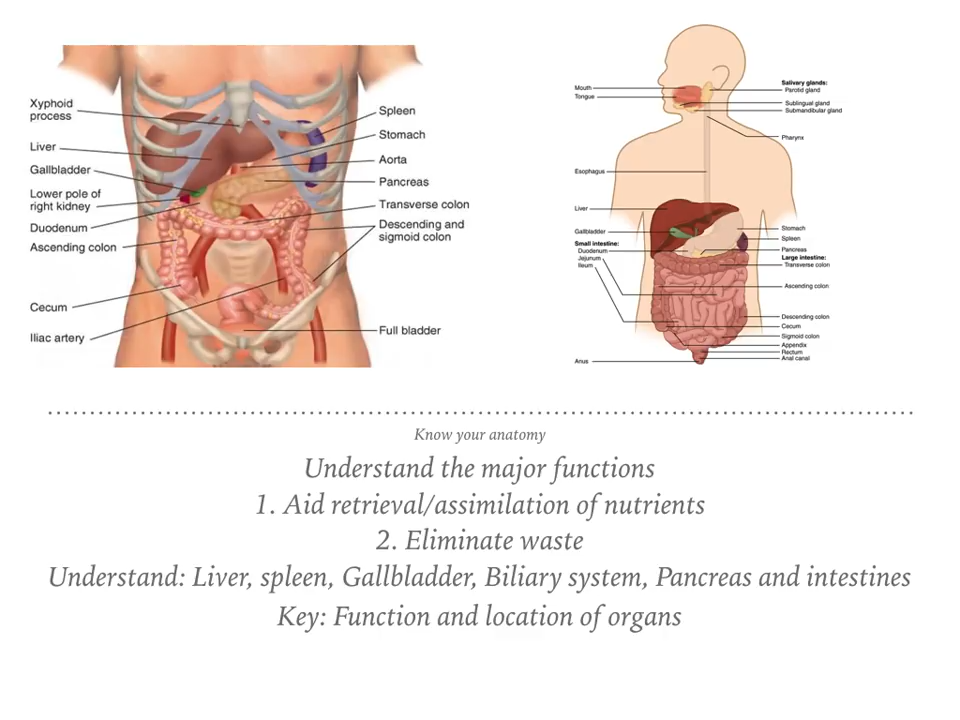 Xyphoid
process
Liver
Gallbladder
Lower pole of
right kidney
Duodenum
Ascending colon
Cecum
Iliac artery
Spleen
Stomach
Aorta
Pancreas
Transverse colon
Descending and
sigmoid colon
Full bladder
Mouth
Tongue
Esophagus
Liver
Gallbladder
Small intestine:
Duodenum
Jejunum
Ileum
Anus
Salivary glands:
Parotid gland
Sublingual gland
Submandibular gland
Pharynx
Stomach
Spleen
Pancreas
Large intestine:
Transverse colon
Ascending colon
Descending colon
Cecum
Sigmoid colon
Appendix
Rectum
Anal canal
Know your anatomy
Understand the major functions
1. Aid retrieval/assimilation of nutrients
2. Eliminate waste
Understand: Liver, spleen, Gallbladder, Biliary system, Pancreas and intestines
Key: Function and location of organs